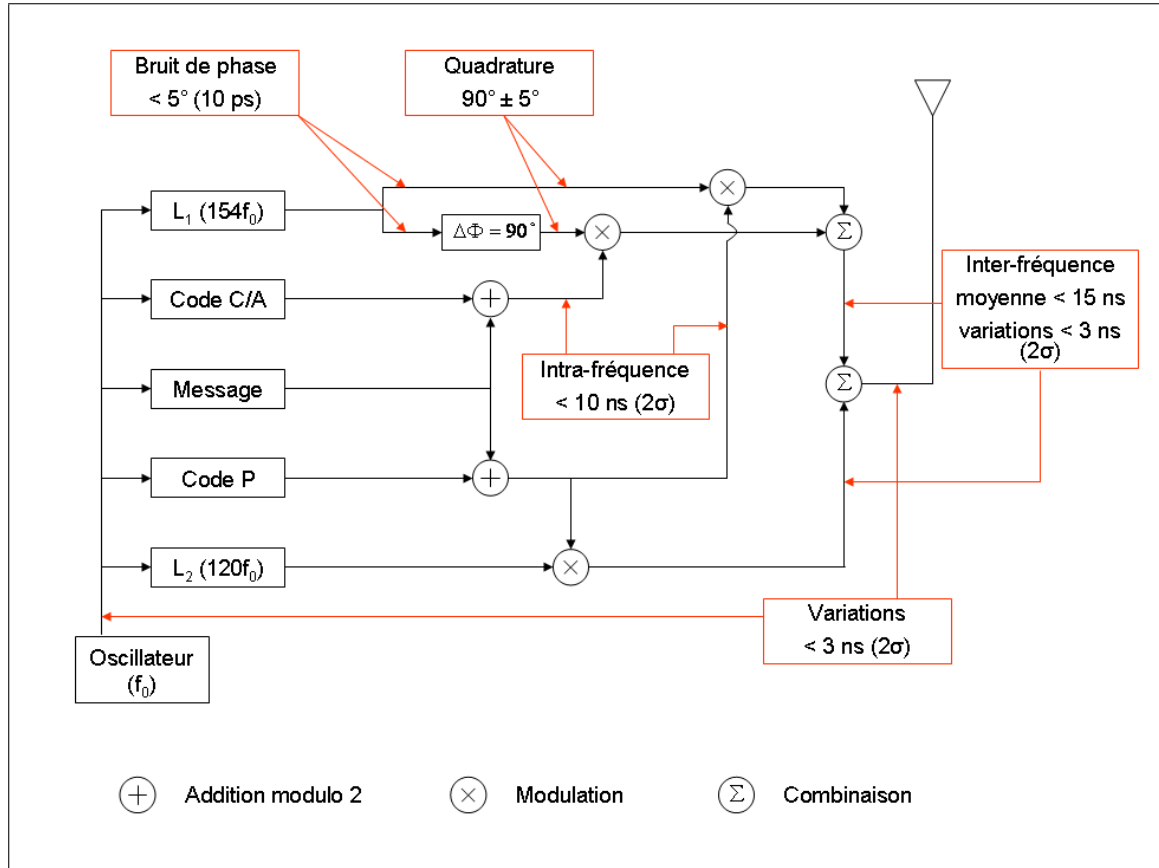 Bruit de phase
< 5° (10 ps)
Quadrature
90° ± 5°
L₁ (154f₀)
ΔΦ = 90°
Code C/A
Message
Code P
L₂ (120f₀)
Oscillateur
(f₀)
Intra-fréquence
< 10 ns (2σ)
Inter-fréquence
moyenne < 15 ns
variations < 3 ns
(2σ)
Variations
< 3 ns (2σ)
× 
Σ
×
+
Σ
+
×
+ Addition modulo 2
× Modulation
Σ Combinaison